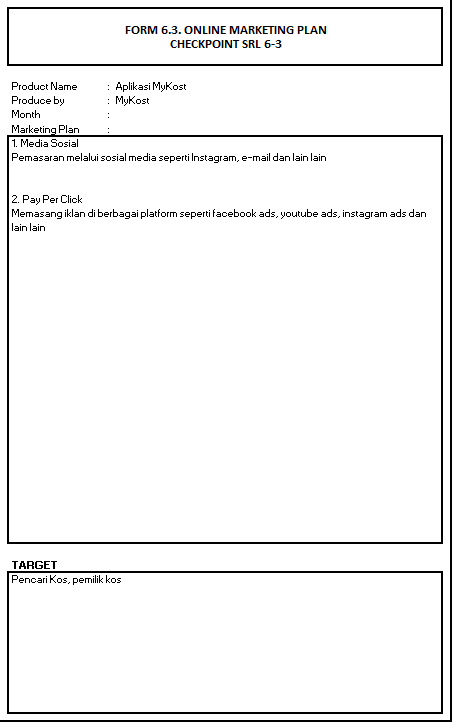 FORM 6.3. ONLINE MARKETING PLAN
CHECKPOINT SRL 6-3
Product Name : Aplikasi MyKost
Produce by : MyKost
Month :
Marketing Plan :
1. Media Sosial
Pemasaran melalui sosial media seperti Instagram, e-mail dan lain lain
2. Pay Per Click
Memasang iklan di berbagai platform seperti facebook ads, youtube ads, instagram ads dan
lain lain
TARGET
Pencari Kos, pemilik kos